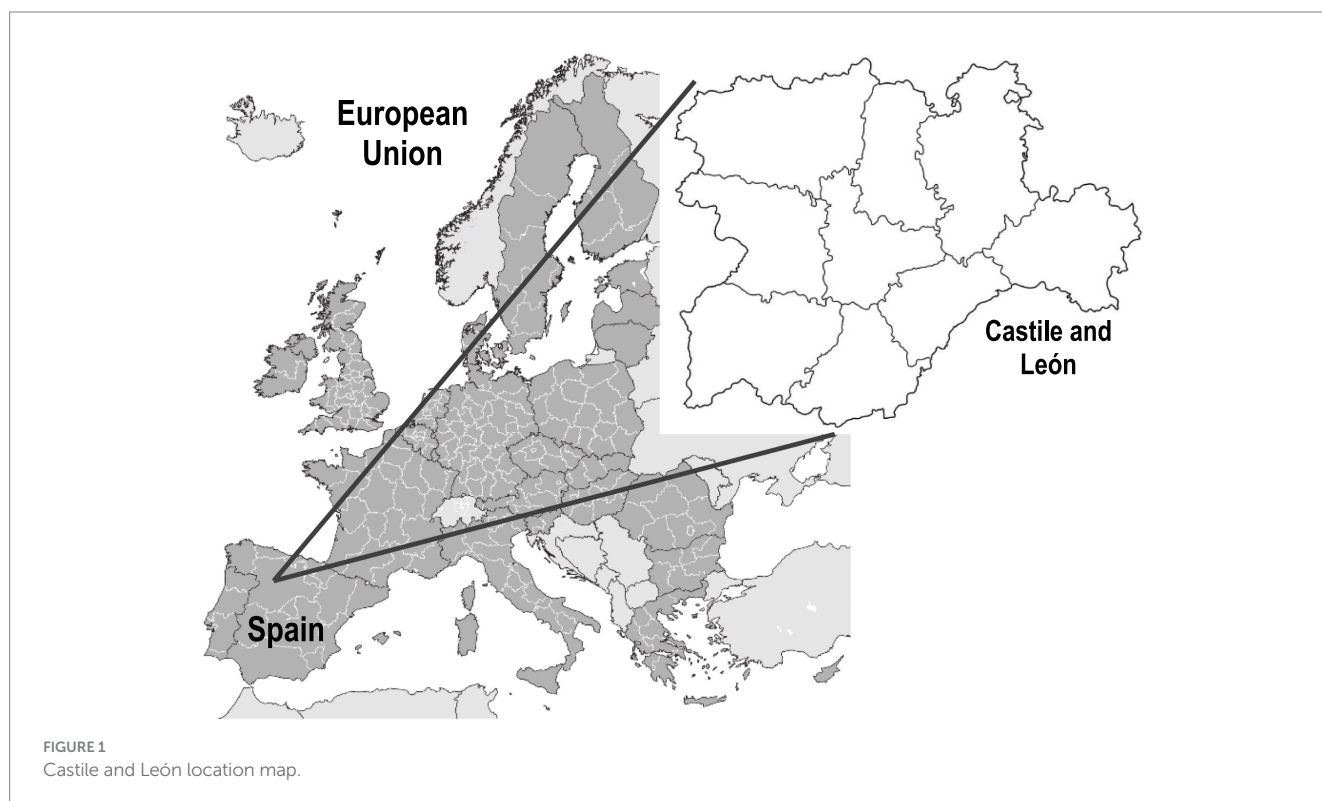 European
Union
Castile and
León
Spain
FIGURE 1
Castile and León location map.